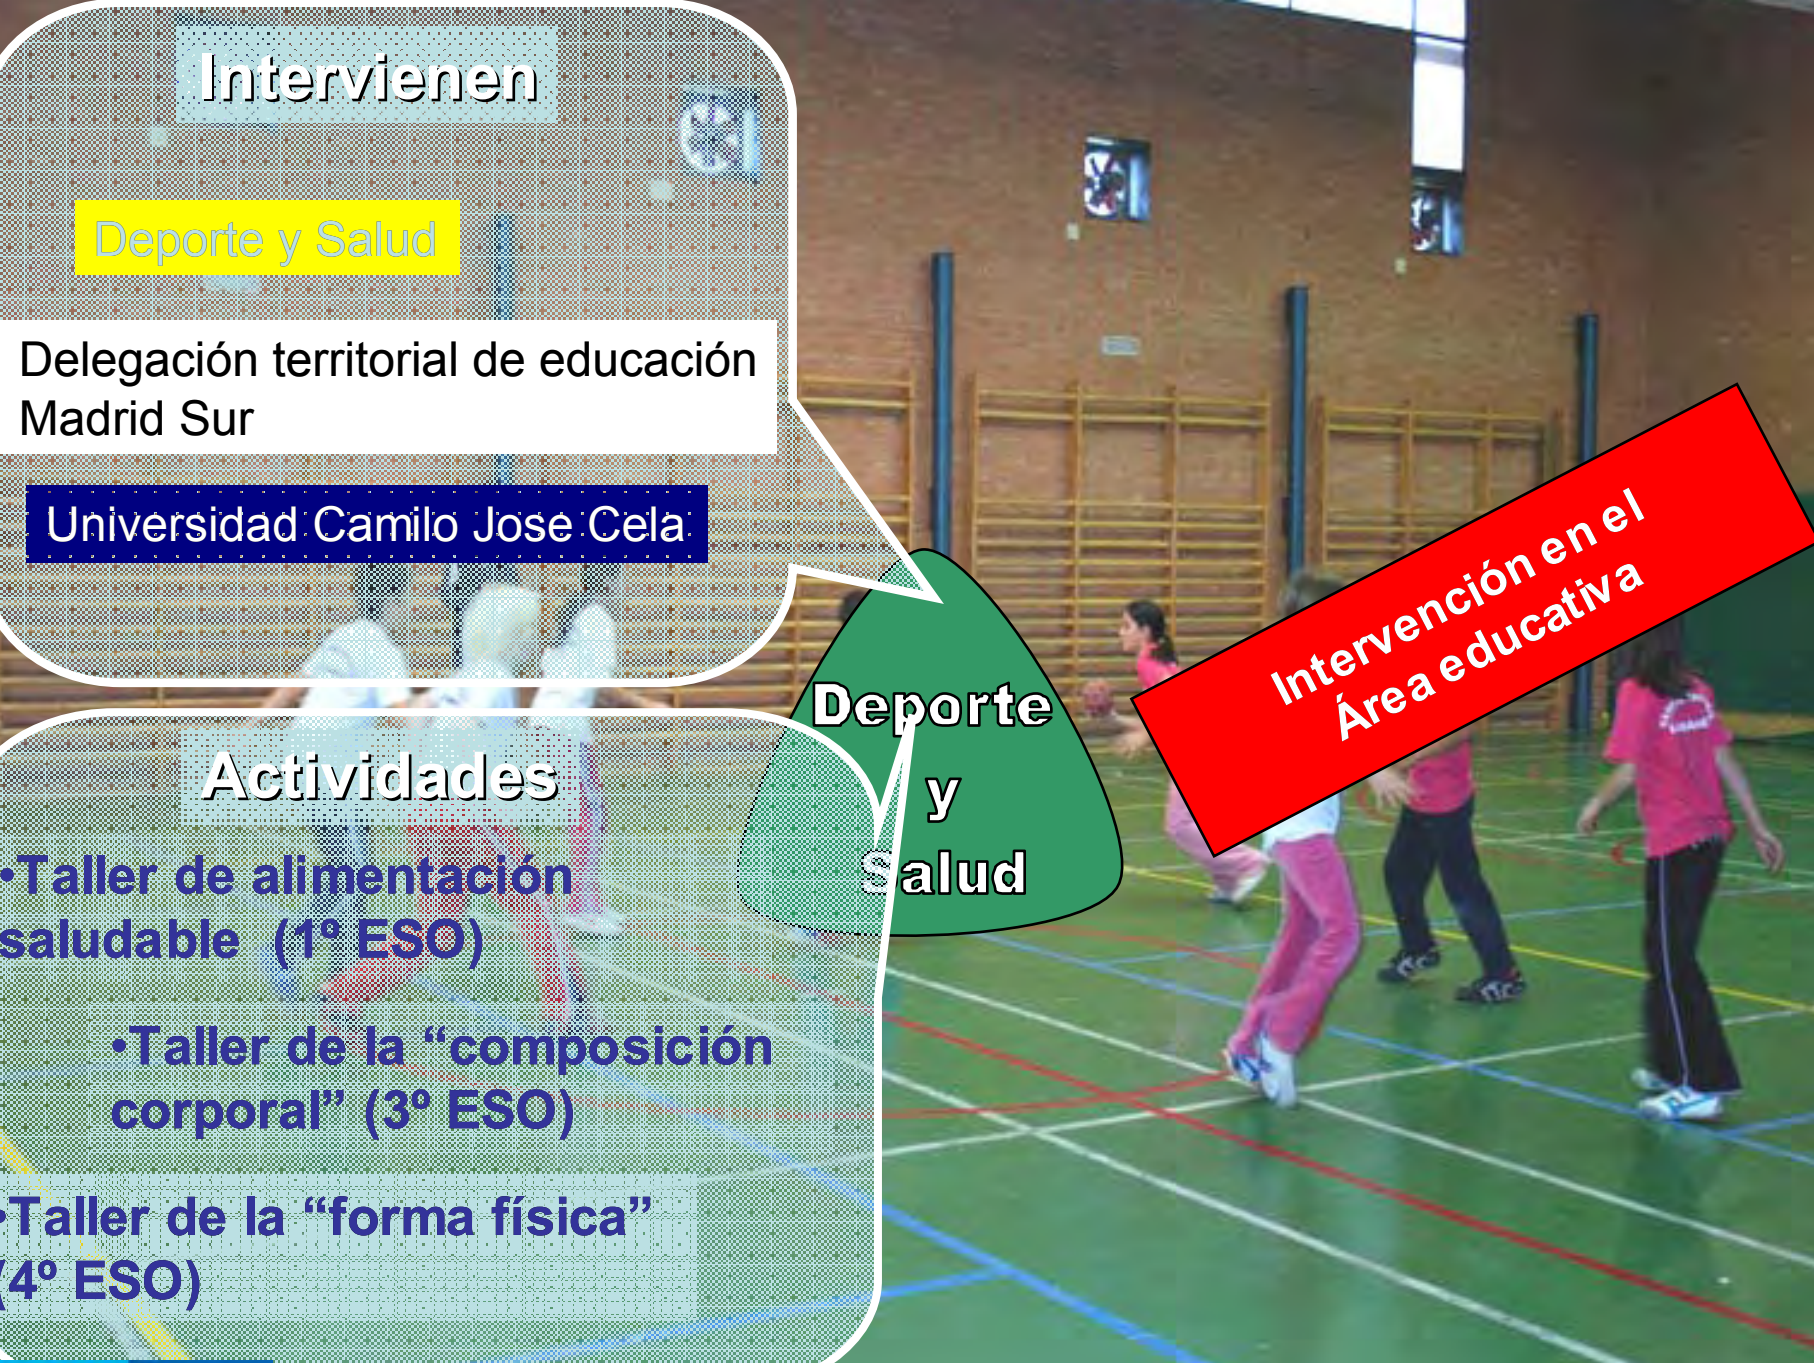 Intervienen
Deporte y Salud
Delegación territorial de educación
Madrid Sur
Universidad Camilo Jose Cela
Deporte
y
Salud
Intervención en el
Área educativa
Actividades
•Taller de alimentación
saludable (1º ESO)
•Taller de la “composición
corporal” (3º ESO)
•Taller de la “forma física”
(4º ESO)